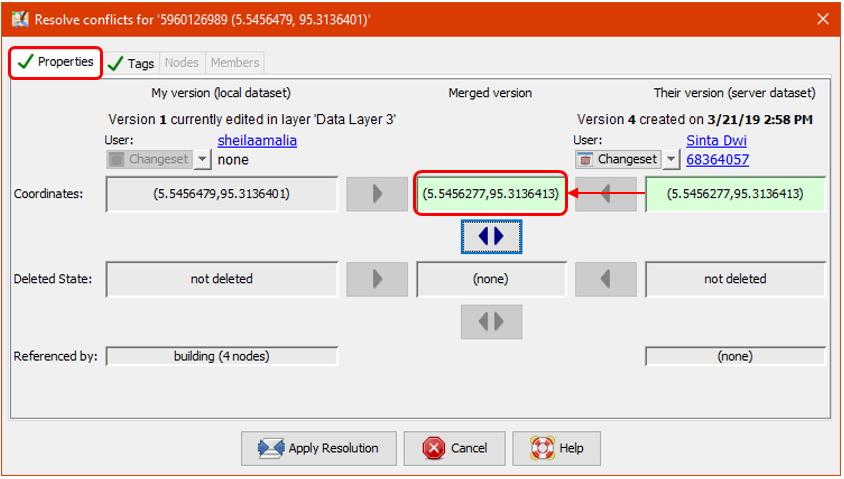 Resolve conflicts for '5960126989 (5.5456479, 95.3136401)'
Properties Tags Nodes Members
My version (local dataset) Merged version Their version (server dataset)
Version 1 currently edited in layer 'Data Layer 3' Version 4 created on 3/21/19 2:58 PM
User: sheilaamalia User: Sinta Dwi
Changeset none Changeset 68364057
Coordinates: (5.5456479,95.3136401) (5.5456277,95.3136413) (5.5456277,95.3136413)
Deleted State: not deleted (none) not deleted
Referenced by: building (4 nodes) (none)
Apply Resolution Cancel Help